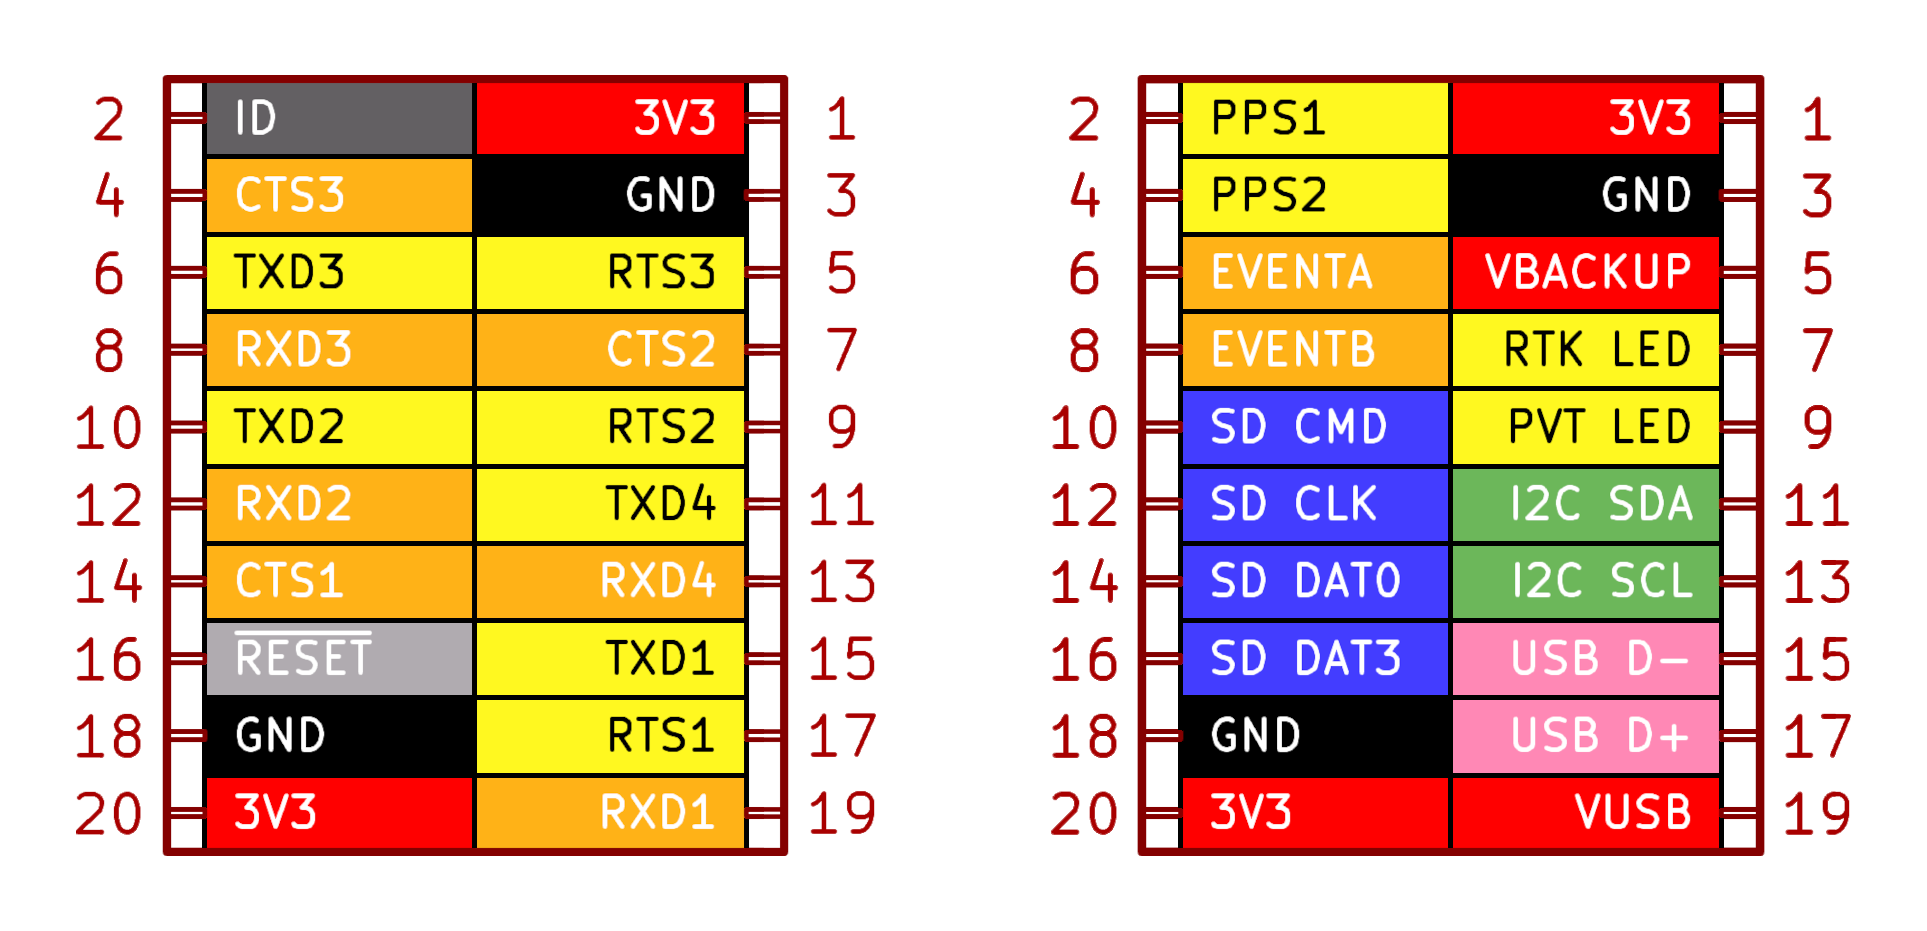 2 ID 3V3 1
4 CTS3 GND 3
6 TXD3 RTS3 5
8 RXD3 CTS2 7
10 TXD2 RTS2 9
12 RXD2 TXD4 11
14 CTS1 RXD4 13
16 RESET TXD1 15
18 GND RTS1 17
20 3V3 RXD1 19
2 PPS1 3V3 1
4 PPS2 GND 3
6 EVENTA VBACKUP 5
8 EVENTB RTK LED 7
10 SD CMD PVT LED 9
12 SD CLK I2C SDA 11
14 SD DAT0 I2C SCL 13
16 SD DAT3 USB D- 15
18 GND USB D+ 17
20 3V3 VUSB 19